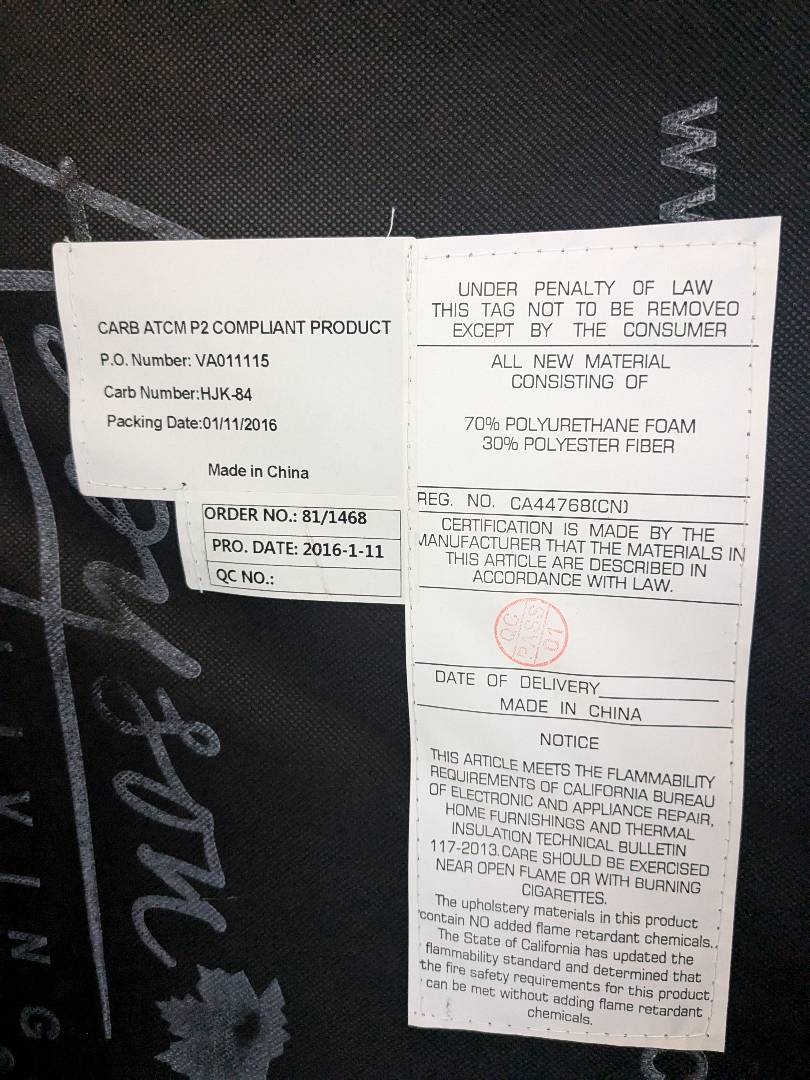 CARB ATCM P2 COMPLIANT PRODUCT
P.O. Number: VA011115
Carb Number:HJK-84
Packing Date:01/11/2016
Made in China
ORDER NO.: 81/1468
PRO. DATE: 2016-1-11
QC NO.:
UNDER PENALTY OF LAW
THIS TAG NOT TO BE REMOVED
EXCEPT BY THE CONSUMER
ALL NEW MATERIAL
CONSISTING OF
70% POLYURETHANE FOAM
30% POLYESTER FIBER
REG. NO. CA44768(CN)
CERTIFICATION IS MADE BY THE
MANUFACTURER THAT THE MATERIALS IN
THIS ARTICLE ARE DESCRIBED IN
ACCORDANCE WITH LAW.
QC
PASS
01
DATE OF DELIVERY
MADE IN CHINA
NOTICE
THIS ARTICLE MEETS THE FLAMMABILITY
REQUIREMENTS OF CALIFORNIA BUREAU
OF ELECTRONIC AND APPLIANCE REPAIR,
HOME FURNISHINGS AND THERMAL
INSULATION TECHNICAL BULLETIN
117-2013.CARE SHOULD BE EXERCISED
NEAR OPEN FLAME OR WITH BURNING
CIGARETTES.
The upholstery materials in this product
contain NO added flame retardant chemicals.
The State of California has updated the
flammability standard and determined that
the fire safety requirements for this product
can be met without adding flame retardant
chemicals.